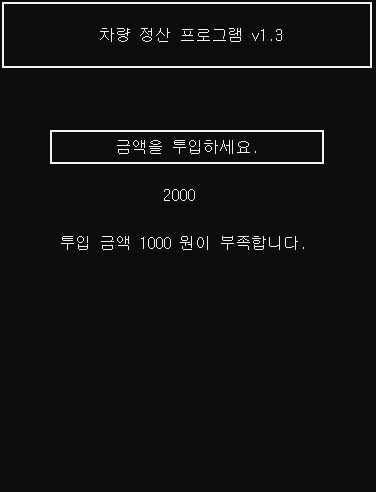 차량 정산 프로그램 v1.3
금액을 투입하세요.
2000
투입 금액 1000 원이 부족합니다.